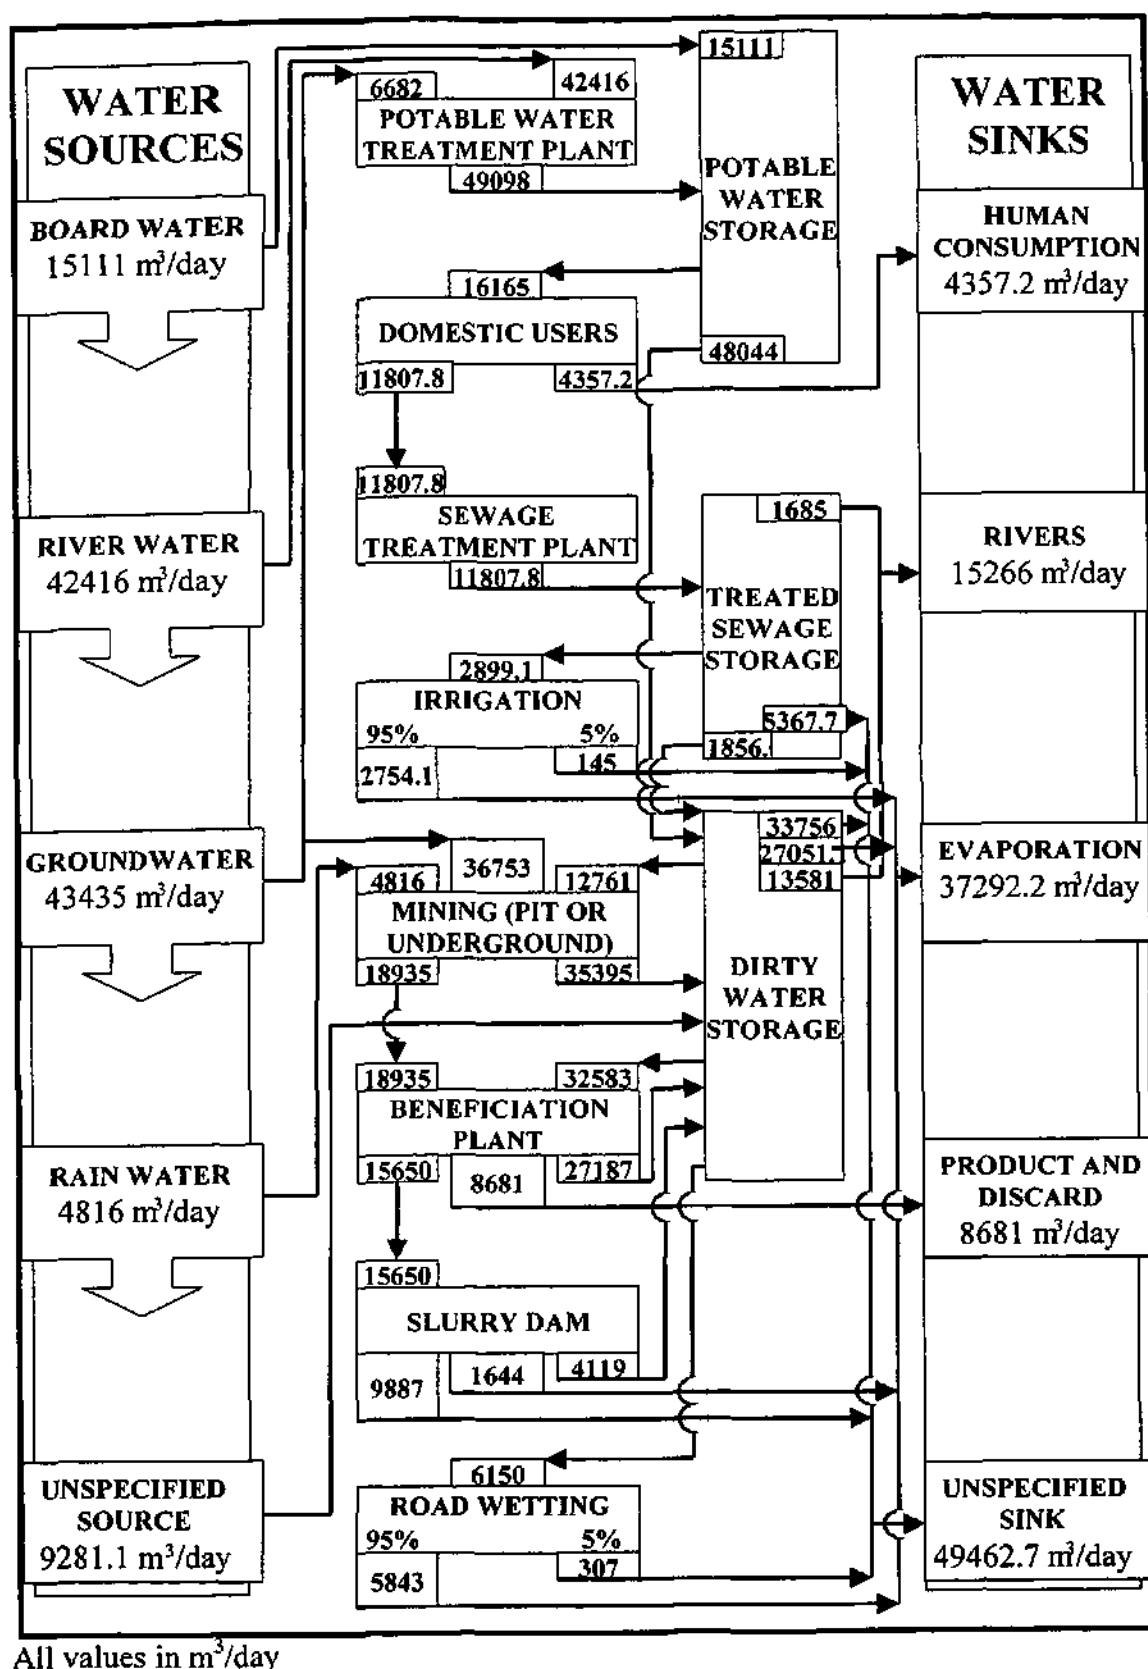 WATER
SOURCES
BOARD WATER
15111 m³/day
RIVER WATER
42416 m³/day
GROUNDWATER
43435 m³/day
RAIN WATER
4816 m³/day
UNSPECIFIED
SOURCE
9281.1 m³/day
6682
42416
POTABLE WATER
TREATMENT PLANT
49098
16165
DOMESTIC USERS
11807.8
4357.2
11807.8
SEWAGE
TREATMENT PLANT
11807.8
2899.1
IRRIGATION
95% 5%
2754.1
145
4816
36753
12761
MINING (PIT OR
UNDERGROUND)
18935
35395
18935
32583
BENEFICIATION
PLANT
15650
8681
27187
15650
SLURRY DAM
9887
1644
4119
6150
ROAD WETTING
95% 5%
5843
307
15111
POTABLE
WATER
STORAGE
48044
1685
TREATED
SEWAGE
STORAGE
5367.7
1856.
33756
27051.
13581
DIRTY
WATER
STORAGE
WATER
SINKS
HUMAN
CONSUMPTION
4357.2 m³/day
RIVERS
15266 m³/day
EVAPORATION
37292.2 m³/day
PRODUCT AND
DISCARD
8681 m³/day
UNSPECIFIED
SINK
49462.7 m³/day
All values in m³/day